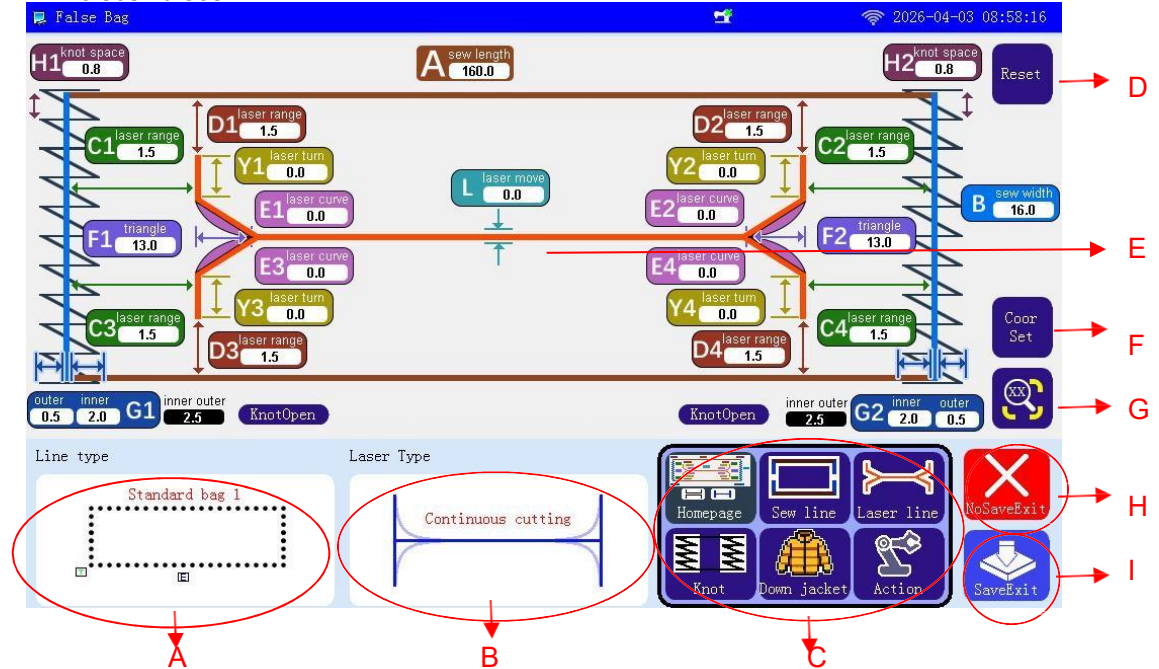 False Bag
2026-04-03 08:58:16
H1 knot space
0.8
A sew length
160.0
H2 knot space
0.8
Reset
D
D1 laser range
1.5
D2 laser range
1.5
C1 laser range
1.5
C2 laser range
1.5
Y1 laser turn
0.0
Y2 laser turn
0.0
L laser move
0.0
E1 laser curve
0.0
E2 laser curve
0.0
B sew width
16.0
F1 triangle
13.0
F2 triangle
13.0
E
E3 laser curve
0.0
E4 laser curve
0.0
Y3 laser turn
0.0
Y4 laser turn
0.0
C3 laser range
1.5
C4 laser range
1.5
Coor
Set
F
D3 laser range
1.5
D4 laser range
1.5
XX
G
outer inner
0.5 2.0 G1
inner outer
2.5
KnotOpen
KnotOpen
inner outer
2.5
G2 inner outer
2.0 0.5
Line type
Laser Type
Standard bag 1
E
Continuous cutting
Homepage
Sew line
Laser line
NoSaveExit
H
Knot
Down jacket
Action
SaveExit
I
A
B
C